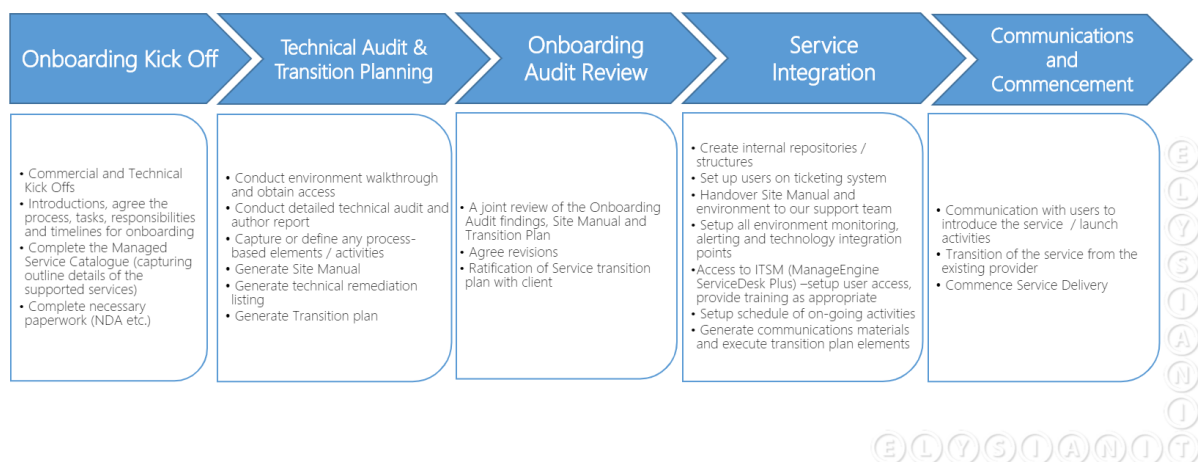 Onboarding Kick Off
Technical Audit &
Transition Planning
Onboarding
Audit Review
Service
Integration
Communications
and
Commencement
• Commercial and Technical
Kick Offs
• Introductions, agree the
process, tasks, responsibilities
and timelines for onboarding
• Complete the Managed
Service Catalogue (capturing
outline details of the
supported services)
• Complete necessary
paperwork (NDA etc.)
• Conduct environment walkthrough
and obtain access
• Conduct detailed technical audit and
author report
• Capture or define any process-
based elements / activities
• Generate Site Manual
• Generate technical remediation
listing
• Generate Transition plan
• A joint review of the Onboarding
Audit findings, Site Manual and
Transition Plan
• Agree revisions
• Ratification of Service transition
plan with client
• Create internal repositories /
structures
• Set up users on ticketing system
• Handover Site Manual and
environment to our support team
• Setup all environment monitoring,
alerting and technology integration
points
•Access to ITSM (ManageEngine
ServiceDesk Plus) –setup user access,
provide training as appropriate
• Setup schedule of on-going activities
• Generate communications materials
and execute transition plan elements
• Communication with users to
introduce the service / launch
activities
• Transition of the service from the
existing provider
• Commence Service Delivery
ELYSIANIT
ELYSIANIT